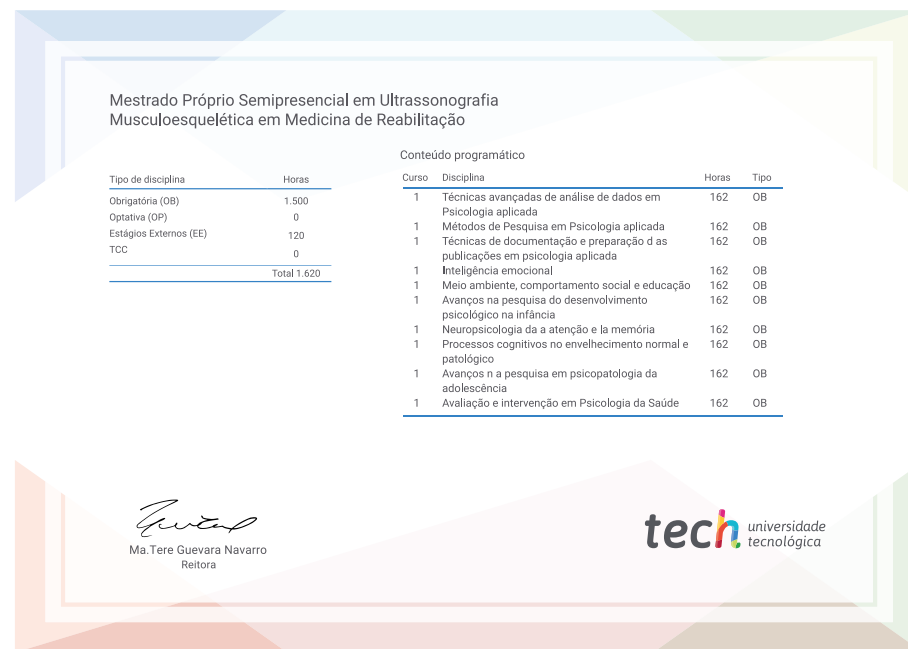 Mestrado Próprio Semipresencial em Ultrassonografia
Musculoesquelética em Medicina de Reabilitação
Tipo de disciplina Horas
Obrigatória (OB) 1.500
Optativa (OP) 0
Estágios Externos (EE) 120
TCC 0
Total 1.620
Conteúdo programático
Curso Disciplina Horas Tipo
1 Técnicas avançadas de análise de dados em 162 OB
Psicologia aplicada
1 Métodos de Pesquisa em Psicologia aplicada 162 OB
1 Técnicas de documentação e preparação d as 162 OB
publicações em psicologia aplicada
1 Inteligência emocional 162 OB
1 Meio ambiente, comportamento social e educação 162 OB
1 Avanços na pesquisa do desenvolvimento 162 OB
psicológico na infância
1 Neuropsicologia da a atenção e la memória 162 OB
1 Processos cognitivos no envelhecimento normal e 162 OB
patológico
1 Avanços n a pesquisa em psicopatologia da 162 OB
adolescência
1 Avaliação e intervenção em Psicologia da Saúde 162 OB
Ma.Tere Guevara Navarro
Reitora
tech universidade
tecnológica